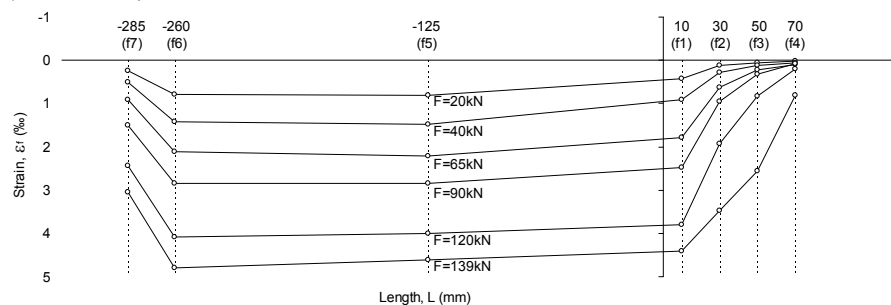 -1
-285 -260 -125 10 30 50 70
(f7) (f6) (f5) (f1) (f2) (f3) (f4)
0
F=20kN
1
F=40kN
2
F=65kN
3
F=90kN
4
F=120kN
F=139kN
5
Strain, εf (‰)
Length, L (mm)